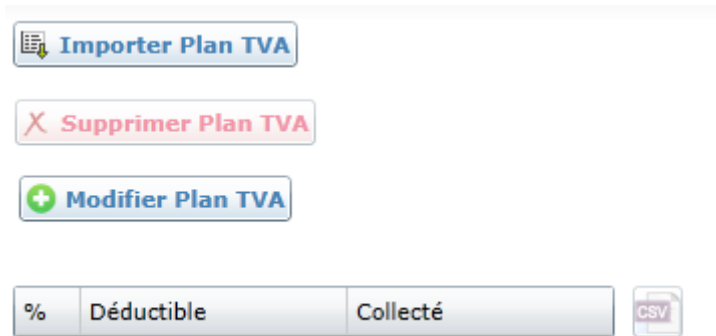 Importer Plan TVA
Supprimer Plan TVA
Modifier Plan TVA
% Déductible Collecté CSV